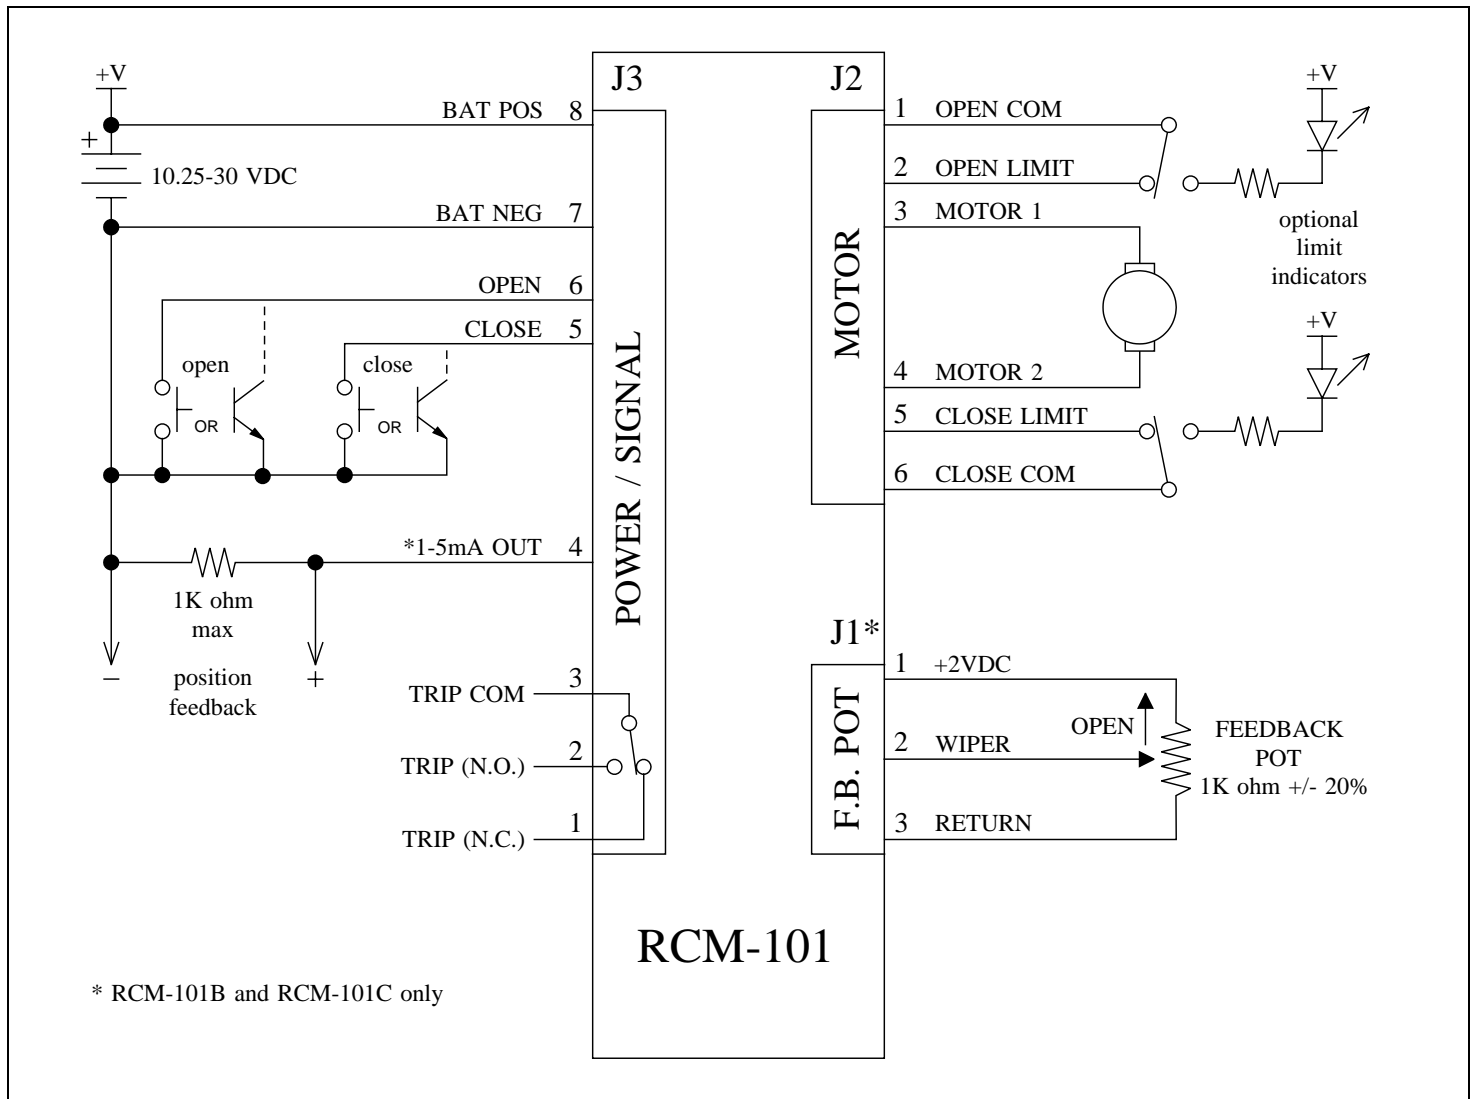 J3
J2
+V
+V
BAT POS 8
1 OPEN COM
+
10.25-30 VDC
2 OPEN LIMIT
BAT NEG 7
3 MOTOR 1
optional
limit
indicators
OPEN 6
CLOSE 5
MOTOR
+V
open
close
OR
OR
4 MOTOR 2
5 CLOSE LIMIT
6 CLOSE COM
POWER / SIGNAL
*1-5mA OUT 4
1K ohm
max
− position +
feedback
J1*
1 +2VDC
TRIP COM 3
OPEN
FEEDBACK
POT
1K ohm +/- 20%
2 WIPER
F.B. POT
TRIP (N.O.) 2
3 RETURN
TRIP (N.C.) 1
RCM-101
* RCM-101B and RCM-101C only